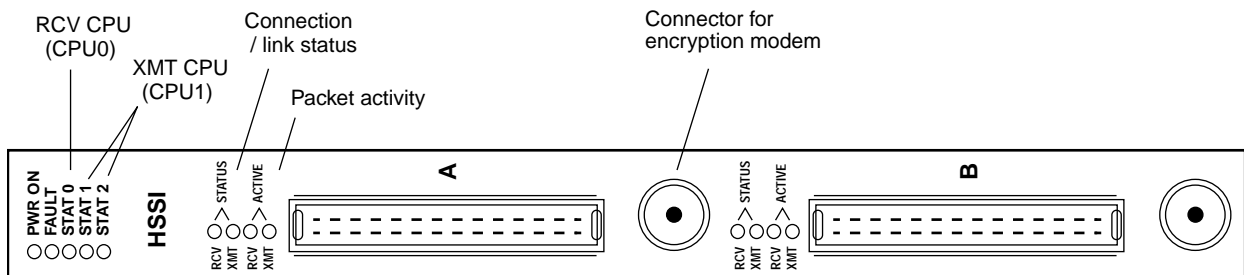 RCV CPU
(CPU0)
XMT CPU
(CPU1)
Connection
/ link status
Packet activity
Connector for
encryption modem
PWR ON
FAULT
STAT 0
STAT 1
STAT 2
HSSI
STATUS
ACTIVE
RCV
XMT
RCV
XMT
A
STATUS
ACTIVE
RCV
XMT
RCV
XMT
B